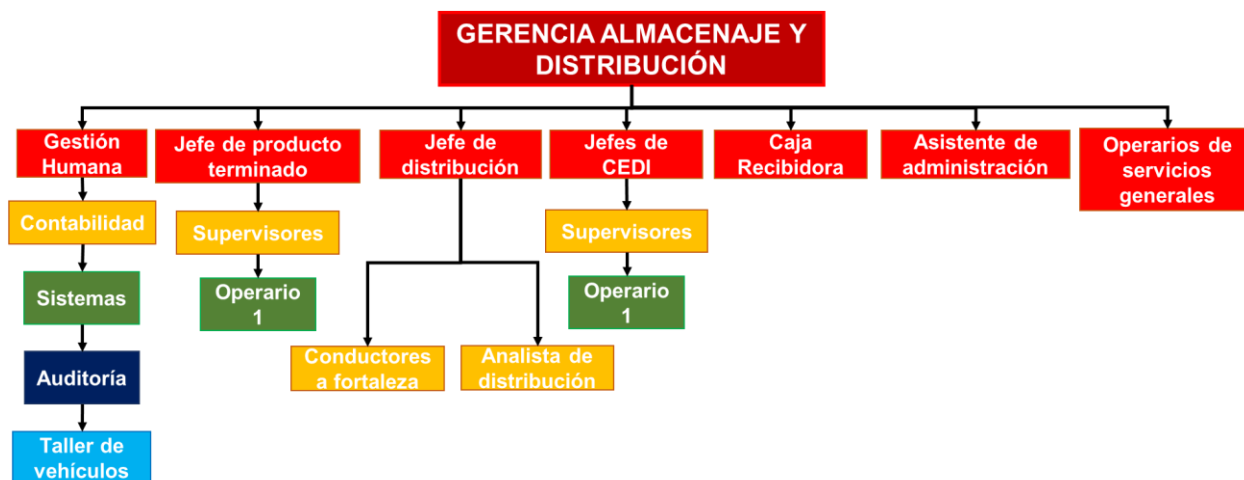 GERENCIA ALMACENAJE Y
DISTRIBUCIÓN
Gestión
Humana
Jefe de producto
terminado
Jefe de
distribución
Jefes de
CEDI
Caja
Recibidora
Asistente de
administración
Operarios de
servicios
generales
Contabilidad
Supervisores
Supervisores
Sistemas
Operario
1
Operario
1
Conductores
a fortaleza
Analista de
distribución
Auditoría
Taller de
vehículos